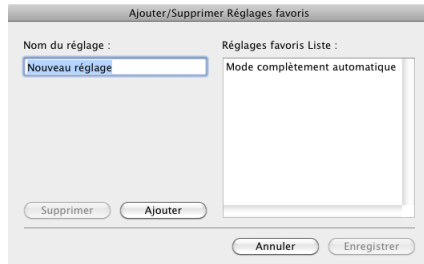 Ajouter/Supprimer Réglages favoris
Nom du réglage :
Réglages favoris Liste :
Nouveau réglage
Mode complètement automatique
Supprimer
Ajouter
Annuler
Enregistrer